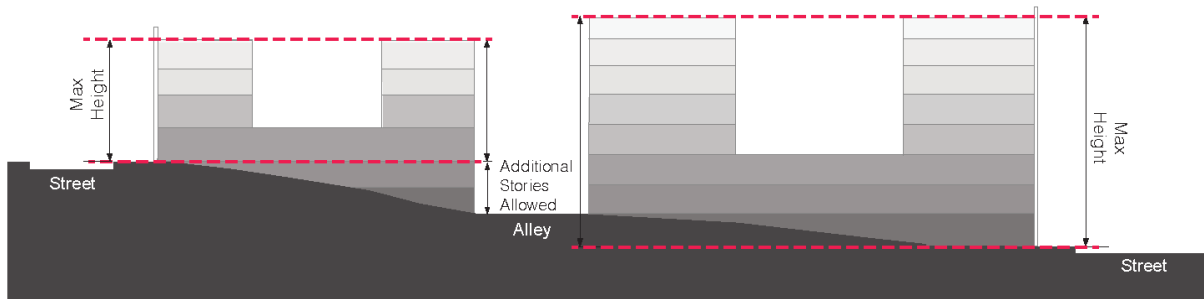 Max
Height
Street
Additional
Stories
Allowed
Alley
Max
Height
Street